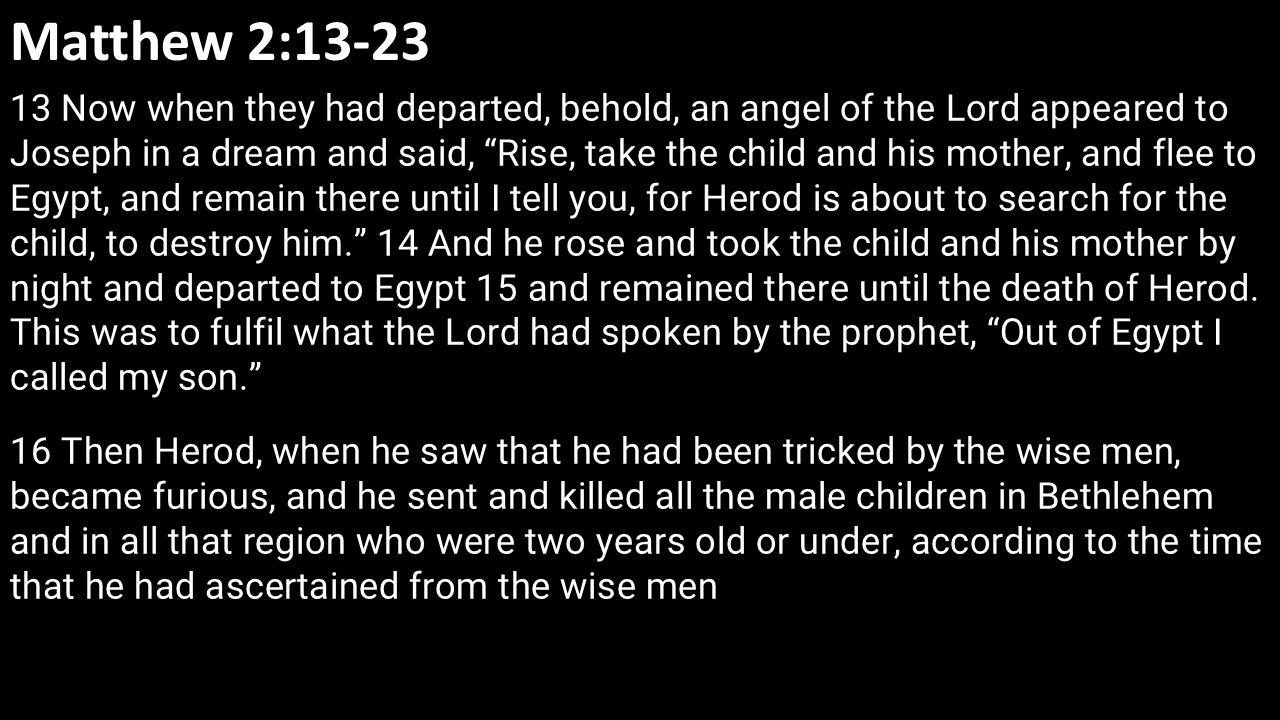 Matthew 2:13-23
13 Now when they had departed, behold, an angel of the Lord appeared to
Joseph in a dream and said, “Rise, take the child and his mother, and flee to
Egypt, and remain there until I tell you, for Herod is about to search for the
child, to destroy him.” 14 And he rose and took the child and his mother by
night and departed to Egypt 15 and remained there until the death of Herod.
This was to fulfil what the Lord had spoken by the prophet, “Out of Egypt I
called my son.”
16 Then Herod, when he saw that he had been tricked by the wise men,
became furious, and he sent and killed all the male children in Bethlehem
and in all that region who were two years old or under, according to the time
that he had ascertained from the wise men